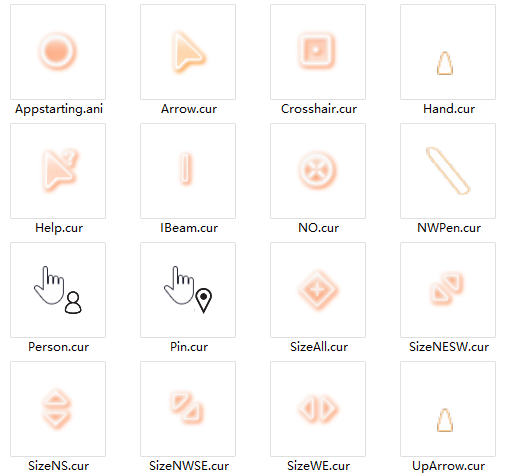 Appstarting.ani
Arrow.cur
Crosshair.cur
Hand.cur
Help.cur
IBeam.cur
NO.cur
NWPen.cur
Person.cur
Pin.cur
SizeAll.cur
SizeNESW.cur
SizeNS.cur
SizeNWSE.cur
SizeWE.cur
UpArrow.cur